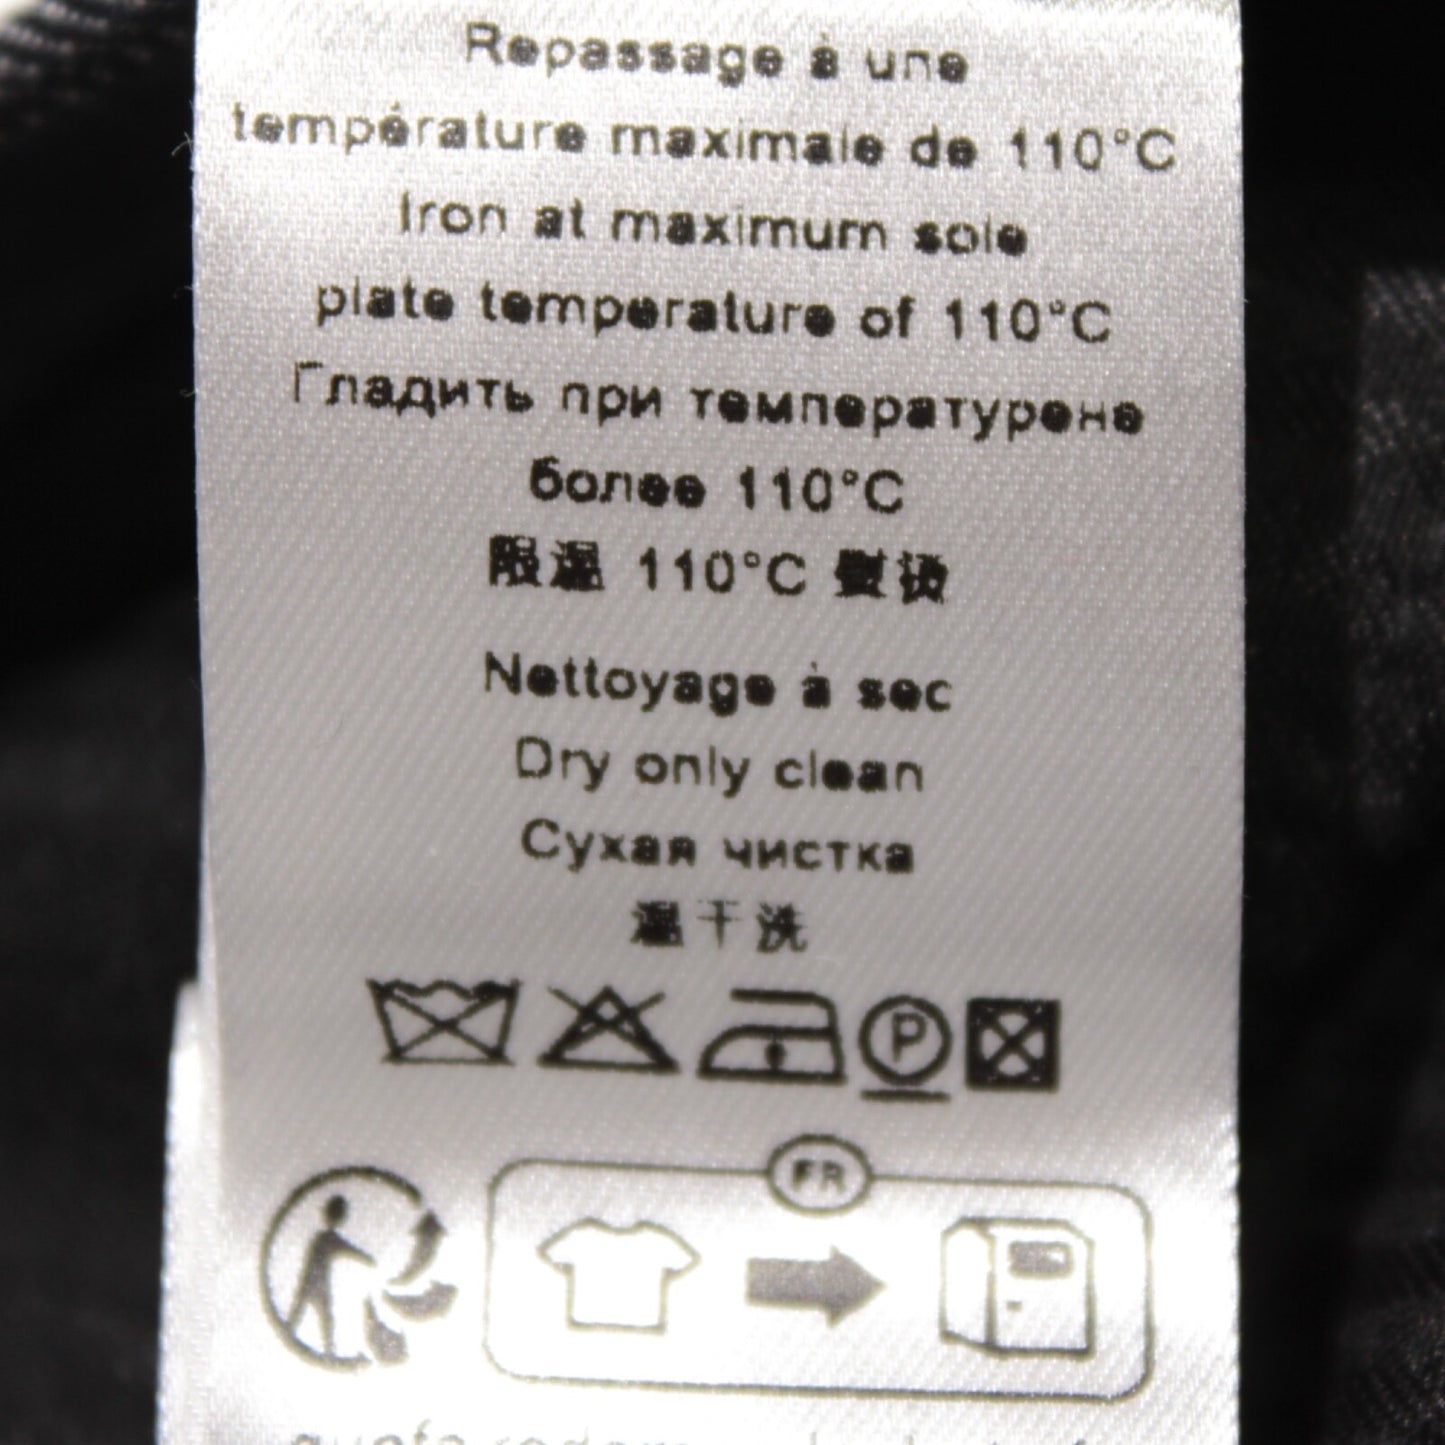 Repassage à une
température maximale de 110°C
Iron at maximum sole
plate temperature of 110°C
Гладить при температурене
более 110°C
限温 110°C 熨烫
Nettoyage à sec
Dry only clean
Сухая чистка
温干洗
P
FR